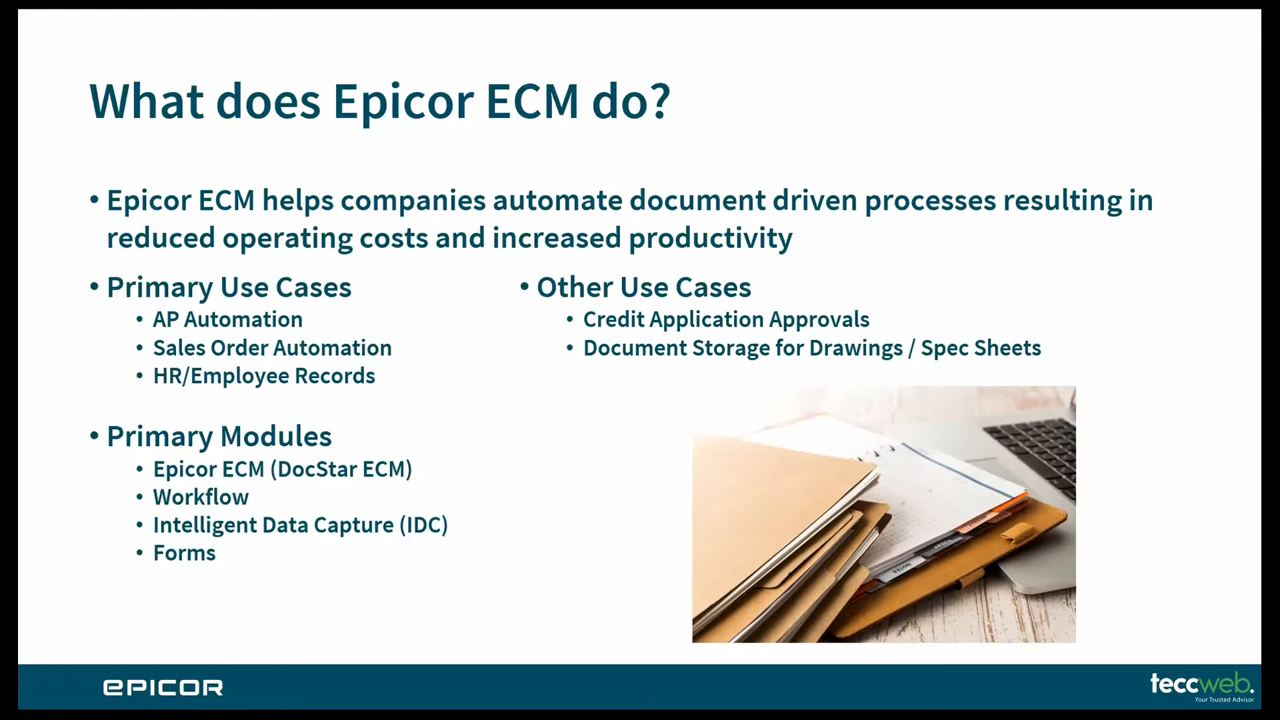 What does Epicor ECM do?
• Epicor ECM helps companies automate document driven processes resulting in
reduced operating costs and increased productivity
• Primary Use Cases
• AP Automation
• Sales Order Automation
• HR/Employee Records
• Other Use Cases
• Credit Application Approvals
• Document Storage for Drawings / Spec Sheets
• Primary Modules
• Epicor ECM (DocStar ECM)
• Workflow
• Intelligent Data Capture (IDC)
• Forms
EPICOR
teccweb.
Your Trusted Advisor